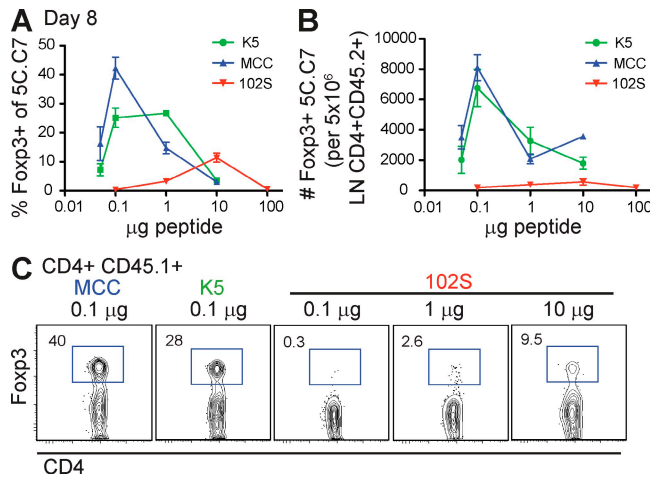 A Day 8
% Foxp3+ of 5C.C7
50
40
30
20
10
0
0.01 0.1 1 10 100
µg peptide
K5
MCC
102S
B
# Foxp3+ 5C.C7
(per 5x10⁶
LN CD4+CD45.2+)
10000
8000
6000
4000
2000
0
0.01 0.1 1 10 100
µg peptide
K5
MCC
102S
C CD4+ CD45.1+
MCC K5 102S
0.1 µg 0.1 µg 0.1 µg 1 µg 10 µg
40 28 0.3 2.6 9.5
Foxp3
CD4